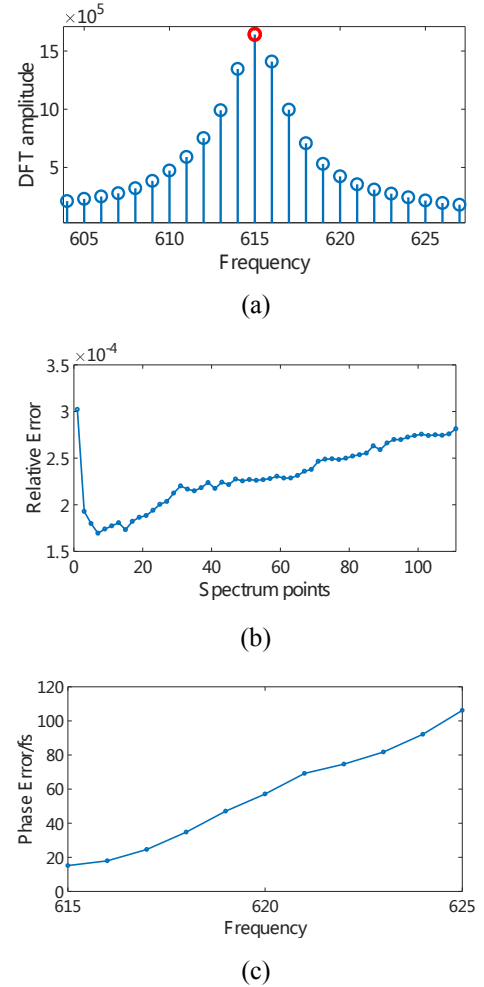 ×10^5
15
10
5
DFT amplitude
605 610 615 620 625
Frequency
(a)
×10^-4
3.5
3
2.5
2
1.5
Relative Error
0 20 40 60 80 100
Spectrum points
(b)
120
100
80
60
40
20
0
Phase Error/fs
615 620 625
Frequency
(c)